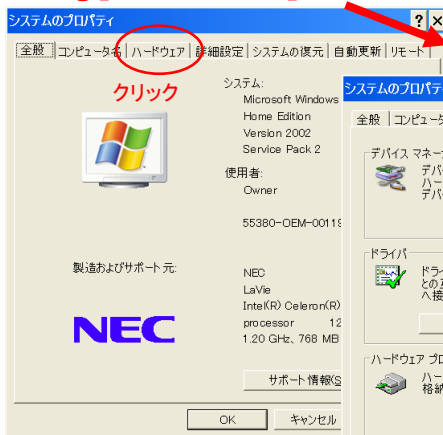 システムのプロパティ
全般
コンピュータ名
ハードウェア
詳細設定
システムの復元
自動更新
リモート
クリック
システム:
Microsoft Windows
Home Edition
Version 2002
Service Pack 2
使用者:
Owner
55380-OEM-0011
製造およびサポート元:
NEC
LaVie
Intel(R) Celeron(R)
processor 12
1.20 GHz、768 MB
NEC
サポート情報(S
OK
キャンセル
システムのプロパテ
全般
コンピュー
デバイス マネー
デバ
ハー
デバ
ドライバ
ドライ
との互
へ接
ハードウェア プロ
ハー
格納